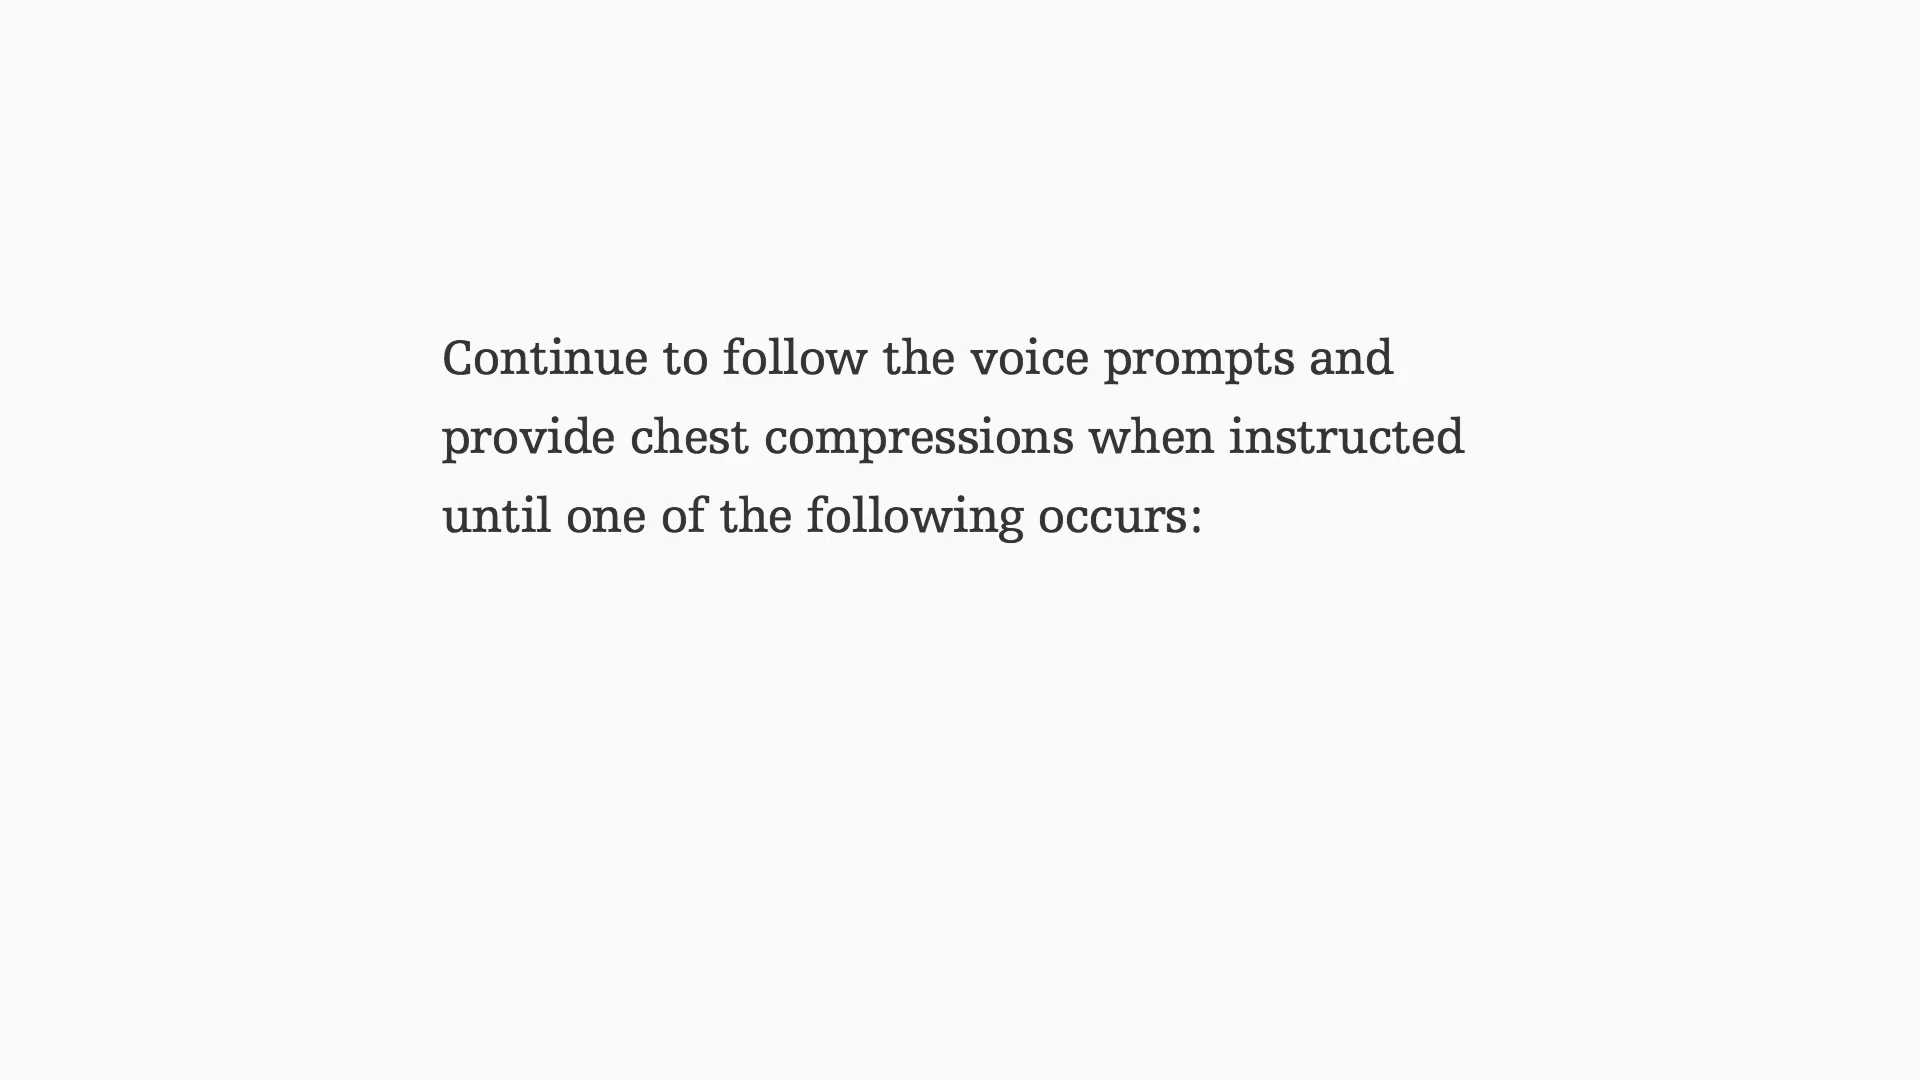 Continue to follow the voice prompts and
provide chest compressions when instructed
until one of the following occurs: